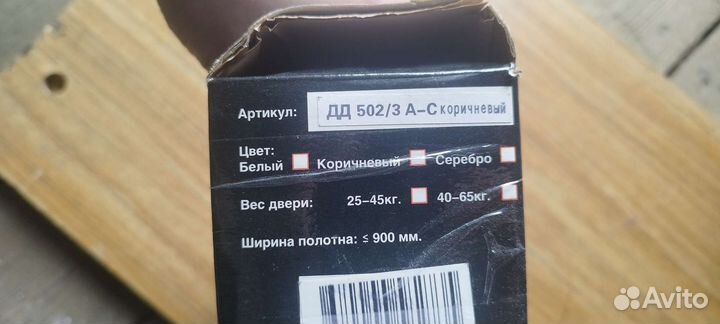 Артикул: ДД 502/3 А-С коричневый
Цвет:
Белый Коричневый Серебро
Вес двери: 25-45кг. 40-65кг.
Ширина полотна: ≤ 900 мм.
Avito